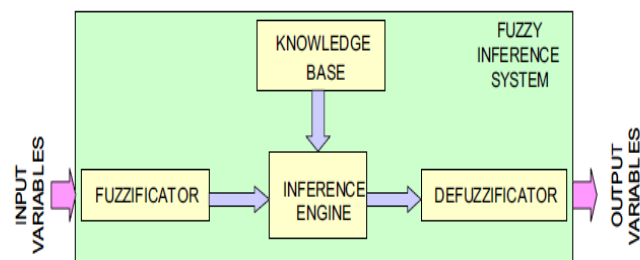 KNOWLEDGE
BASE
FUZZY
INFERENCE
SYSTEM
INPUT
VARIABLES
FUZZIFICATOR
INFERENCE
ENGINE
DEFUZZIFICATOR
OUTPUT
VARIABLES